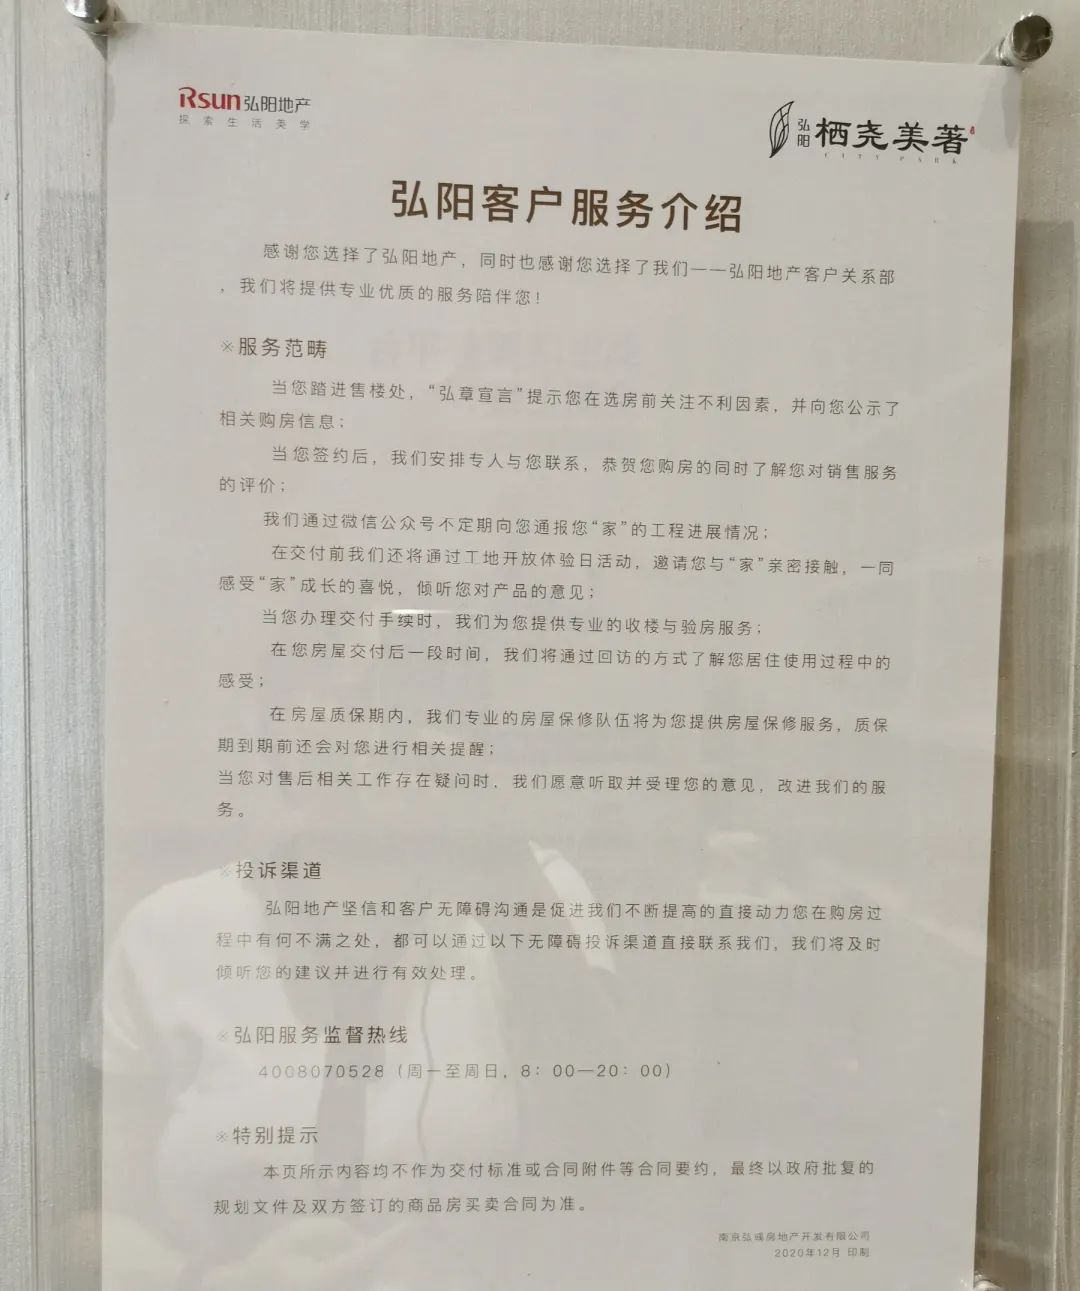 Rsun弘阳地产
探索生活美学
弘阳 栖尧美著
CITY PARK
弘阳客户服务介绍
感谢您选择了弘阳地产，同时也感谢您选择了我们——弘阳地产客户关系部
，我们将提供专业优质的服务陪伴您！
※服务范畴
当您踏进售楼处，“弘章宣言”提示您在选房前关注不利因素，并向您公示了
相关购房信息；
当您签约后，我们安排专人与您联系，恭贺您购房的同时了解您对销售服务
的评价；
我们通过微信公众号不定期向您通报您“家”的工程进展情况；
在交付前我们还将通过工地开放体验日活动，邀请您与“家”亲密接触，一同
感受“家”成长的喜悦，倾听您对产品的意见；
当您办理交付手续时，我们为您提供专业的收楼与验房服务；
在您房屋交付后一段时间，我们将通过回访的方式了解您居住使用过程中的
感受；
在房屋质保期内，我们专业的房屋保修队伍将为您提供房屋保修服务，质保
期到期前还会对您进行相关提醒；
当您对售后相关工作存在疑问时，我们愿意听取并受理您的意见，改进我们的服
务。
※投诉渠道
弘阳地产坚信和客户无障碍沟通是促进我们不断提高的直接动力您在购房过
程中有何不满之处，都可以通过以下无障碍投诉渠道直接联系我们，我们将及时
倾听您的建议并进行有效处理。
※弘阳服务监督热线
4008070528（周一至周日，8：00—20：00）
※特别提示
本页所示内容均不作为交付标准或合同附件等合同要约，最终以政府批复的
规划文件及双方签订的商品房买卖合同为准。
南京弘彧房地产开发有限公司
2020年12月 印制